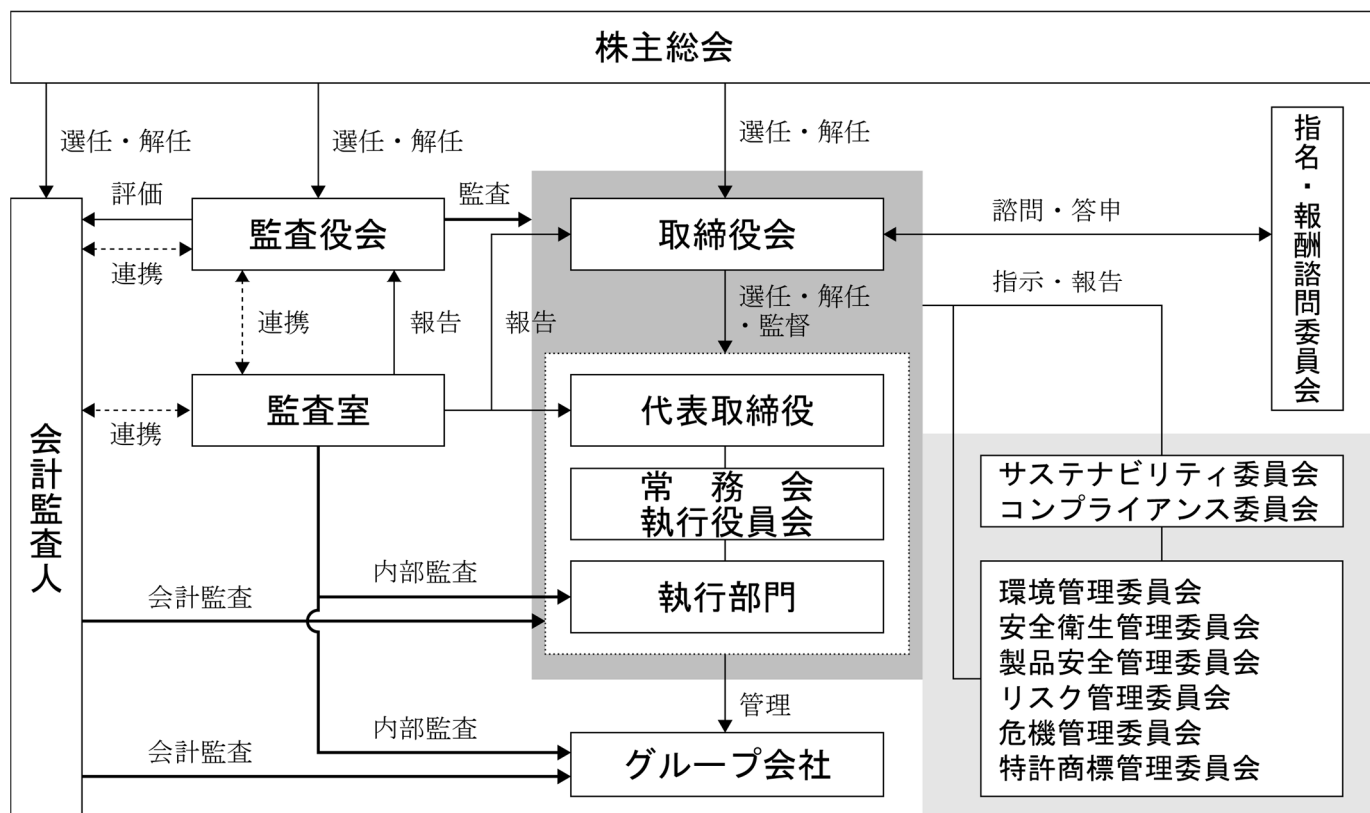 株主総会
選任・解任
選任・解任
選任・解任
評価
監査
監査役会
取締役会
諮問・答申
指名・報酬諮問委員会
連携
連携
報告
報告
選任・解任
・監督
指示・報告
監査室
代表取締役
連携
会計監査人
常　務　会
執行役員会
サステナビリティ委員会
コンプライアンス委員会
内部監査
会計監査
執行部門
環境管理委員会
安全衛生管理委員会
製品安全管理委員会
リスク管理委員会
危機管理委員会
特許商標管理委員会
管理
内部監査
会計監査
グループ会社